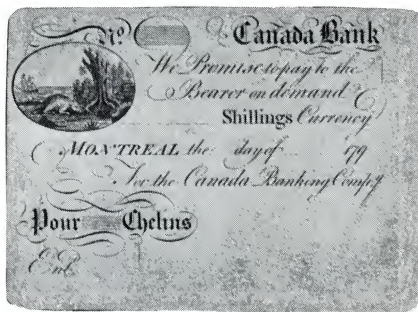 No. Canada Bank
We Promise to pay to the
Bearer on demand
Shillings Currency
MONTREAL the day of 179
For the Canada Banking Compy.
Pour Chelins
Ent.